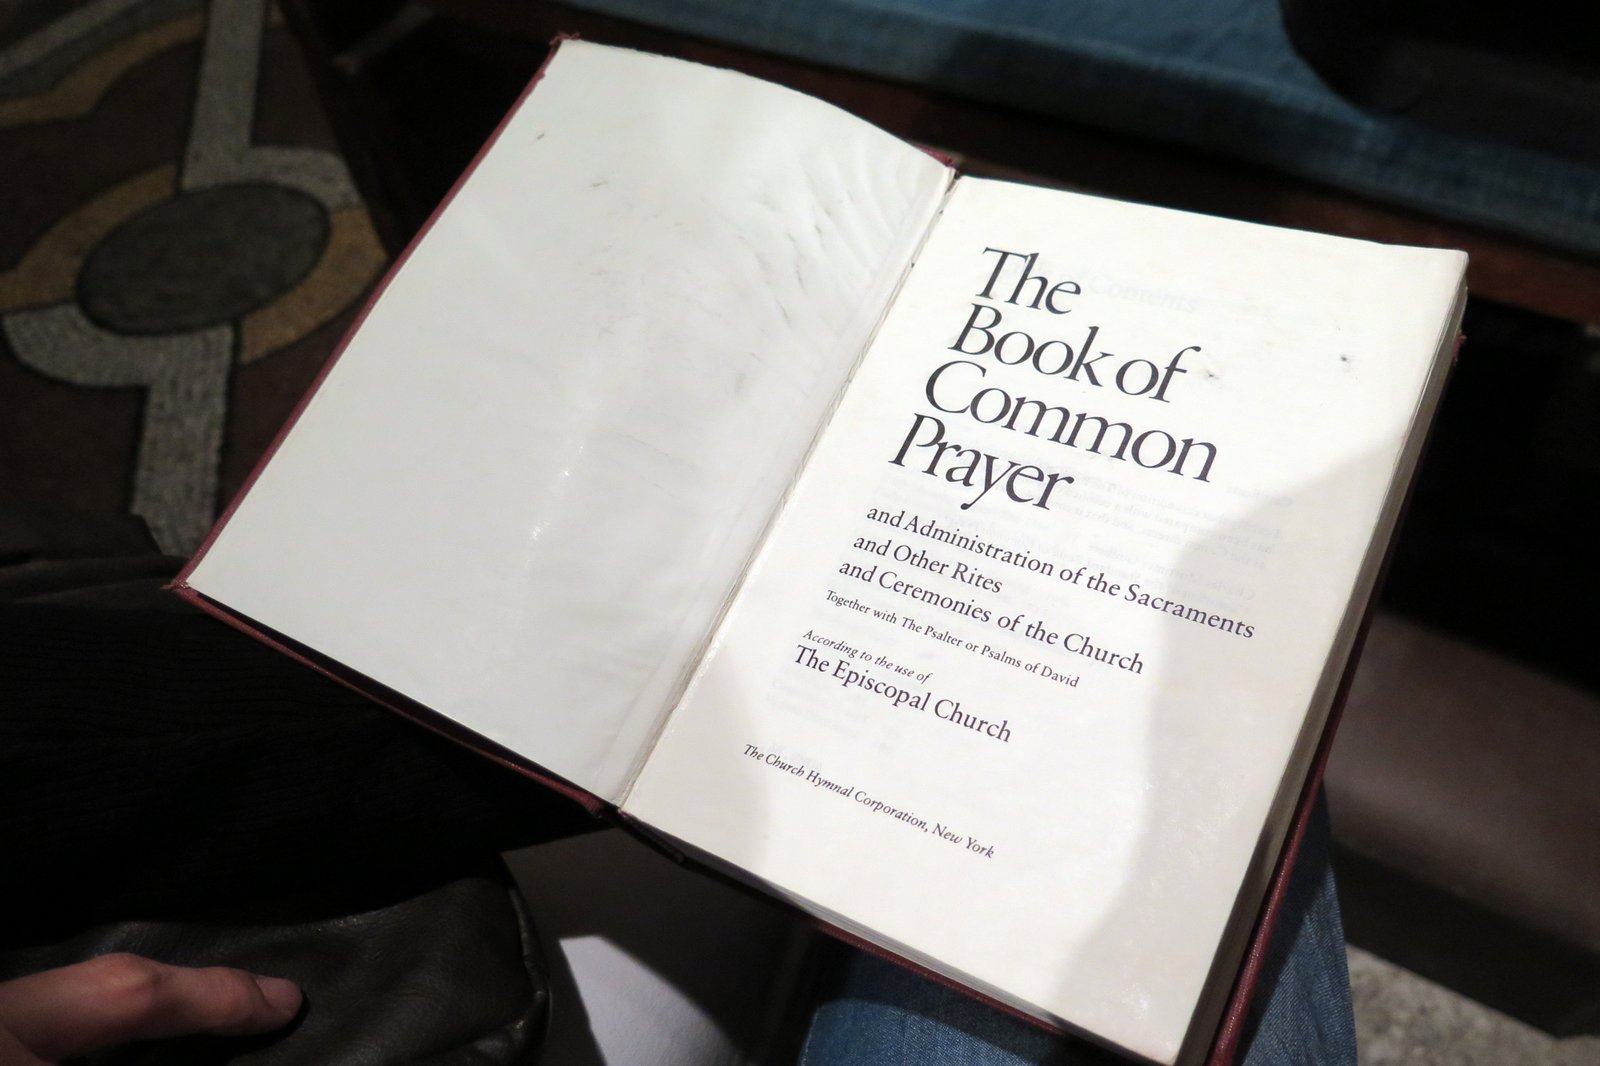 The
Book of
Common
Prayer
and Administration of the Sacraments
and Other Rites
and Ceremonies of the Church
Together with The Psalter or Psalms of David
According to the use of
The Episcopal Church
The Church Hymnal Corporation, New York